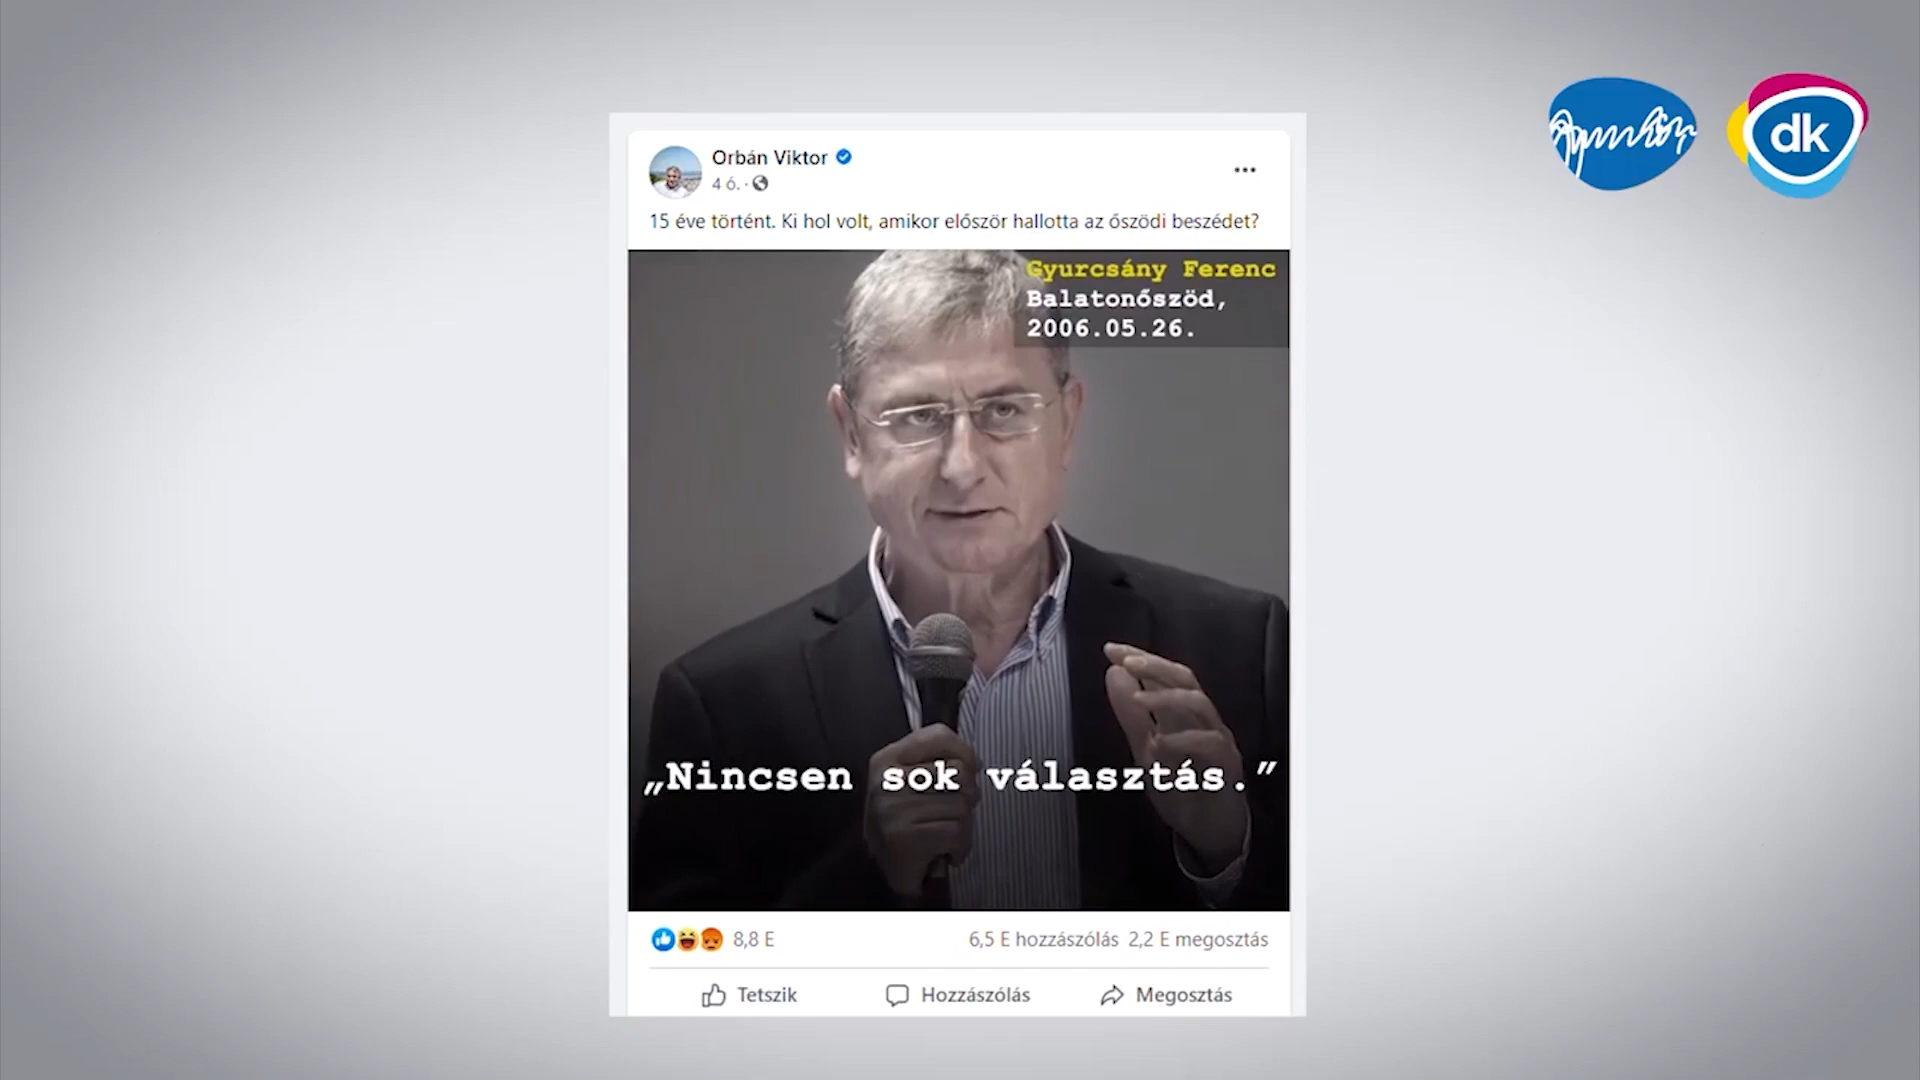 dk
Orbán Viktor
4 ó. ·
15 éve történt. Ki hol volt, amikor először hallotta az őszödi beszédet?
Gyurcsány Ferenc
Balatonőszöd,
2006.05.26.
„Nincsen sok választás.”
8,8 E
6,5 E hozzászólás 2,2 E megosztás
Tetszik
Hozzászólás
Megosztás